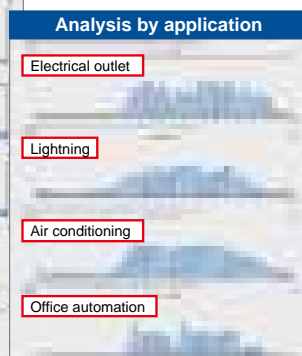 Analysis by application
Electrical outlet
Lightning
Air conditioning
Office automation